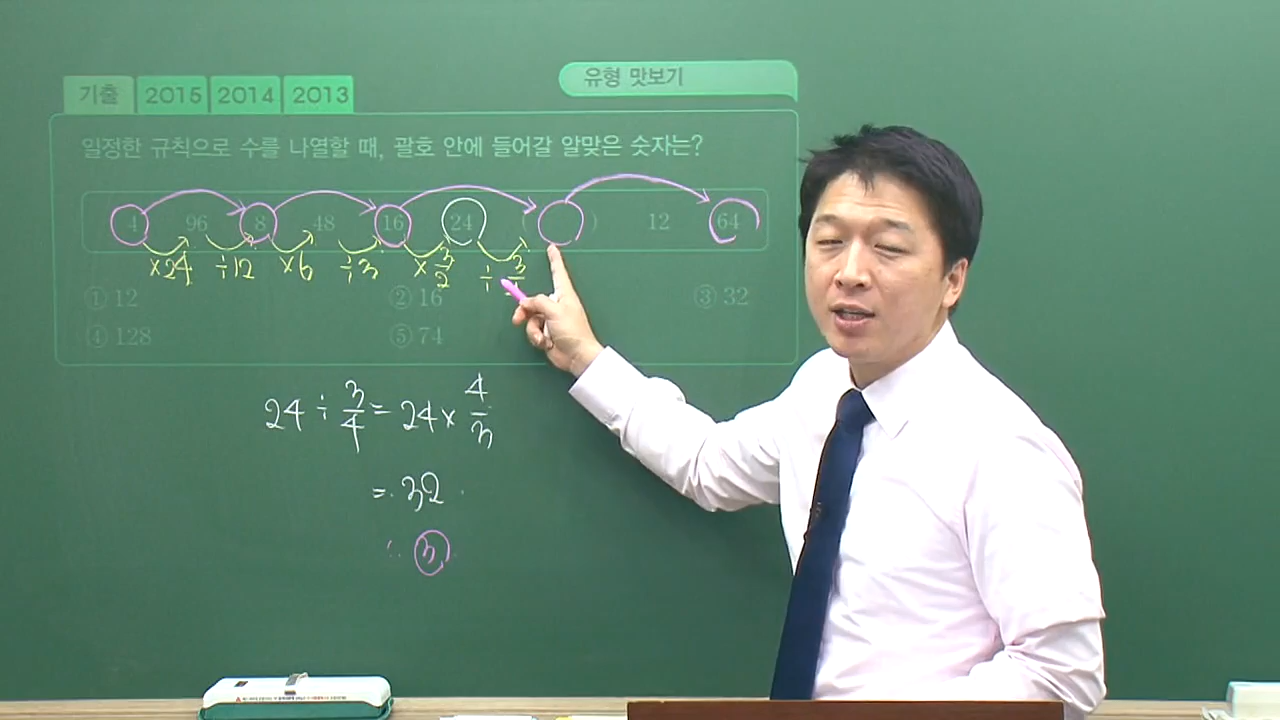 유형 맛보기
기출 2015 2014 2013
일정한 규칙으로 수를 나열할 때, 괄호 안에 들어갈 알맞은 숫자는?
4 96 8 48 16 24 ( ) 12 64
×24 ÷12 ×6 ÷3 ×3/2 ÷3/
① 12 ② 16 ③ 32
④ 128 ⑤ 74
24 ÷ 3/4 = 24 × 4/3
= 32
∴ ③